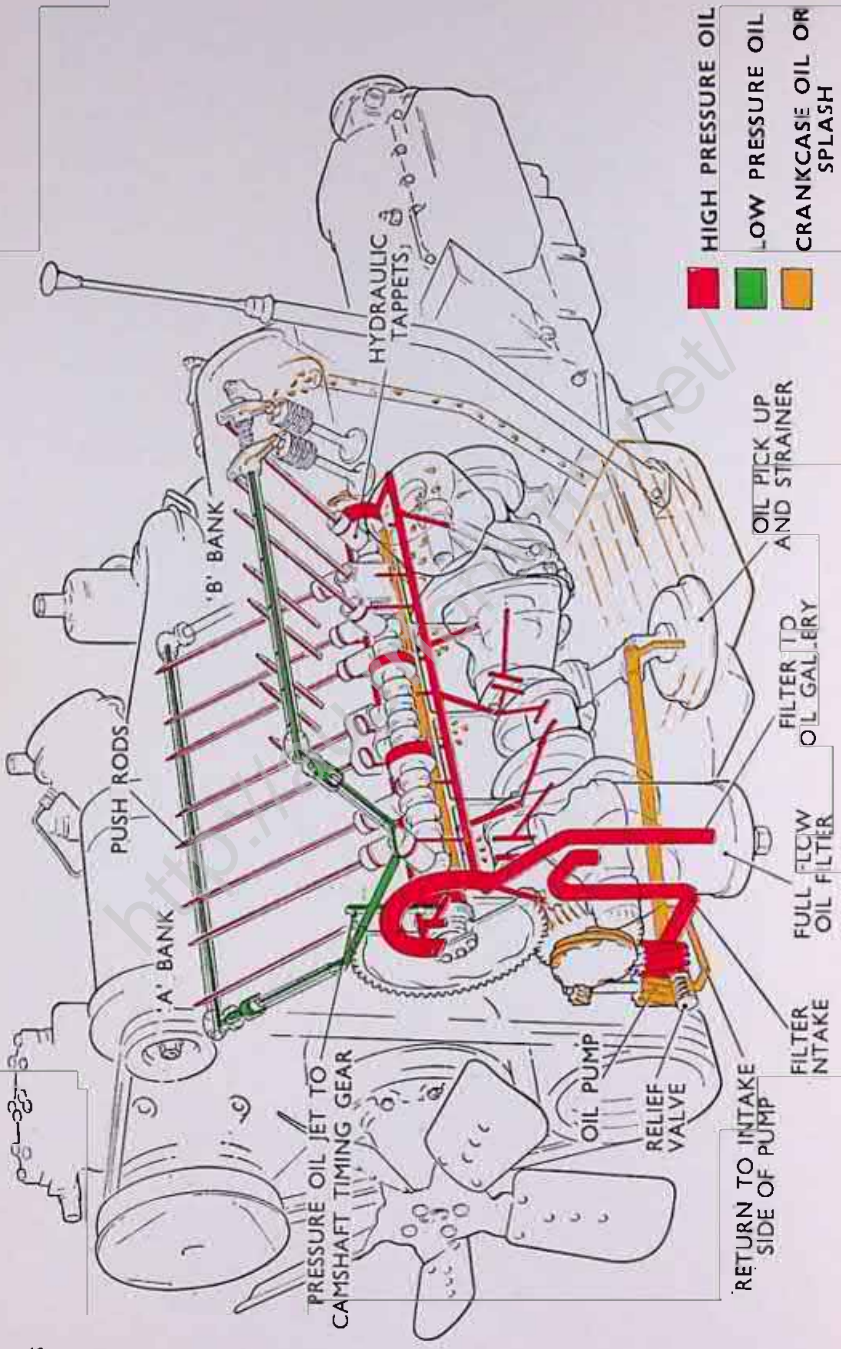 PUSH RODS
'A' BANK
'B' BANK
PRESSURE OIL JET TO
CAMSHAFT TIMING GEAR
HYDRAULIC
TAPPETS
OIL PUMP
RELIEF
VALVE
RETURN TO INTAKE
SIDE OF PUMP
FILTER
INTAKE
FULL FLOW
OIL FILTER
FILTER TO
OIL GALLERY
OIL PICK UP
AND STRAINER
HIGH PRESSURE OIL
LOW PRESSURE OIL
CRANKCASE OIL OR
SPLASH